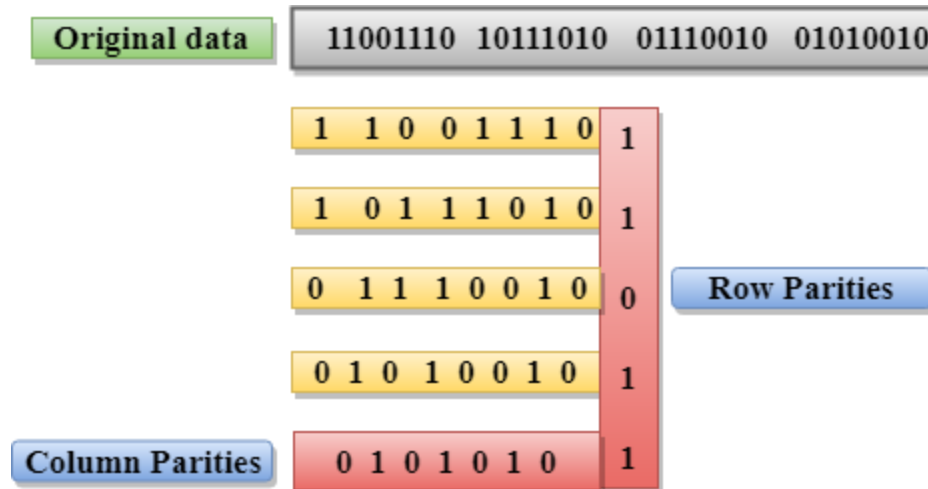 Original data 11001110 10111010 01110010 01010010
1 1 0 0 1 1 1 0 1
1 0 1 1 1 0 1 0 1
0 1 1 1 0 0 1 0 0 Row Parities
0 1 0 1 0 0 1 0 1
Column Parities 0 1 0 1 0 1 0 1